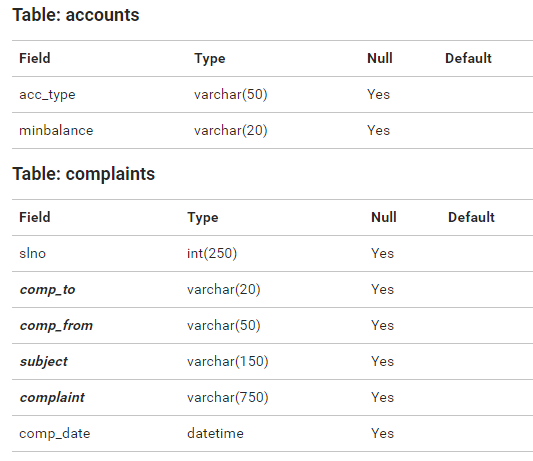 Table: accounts
Field Type Null Default
acc_type varchar(50) Yes
minbalance varchar(20) Yes
Table: complaints
Field Type Null Default
slno int(250) Yes
comp_to varchar(20) Yes
comp_from varchar(50) Yes
subject varchar(150) Yes
complaint varchar(750) Yes
comp_date datetime Yes